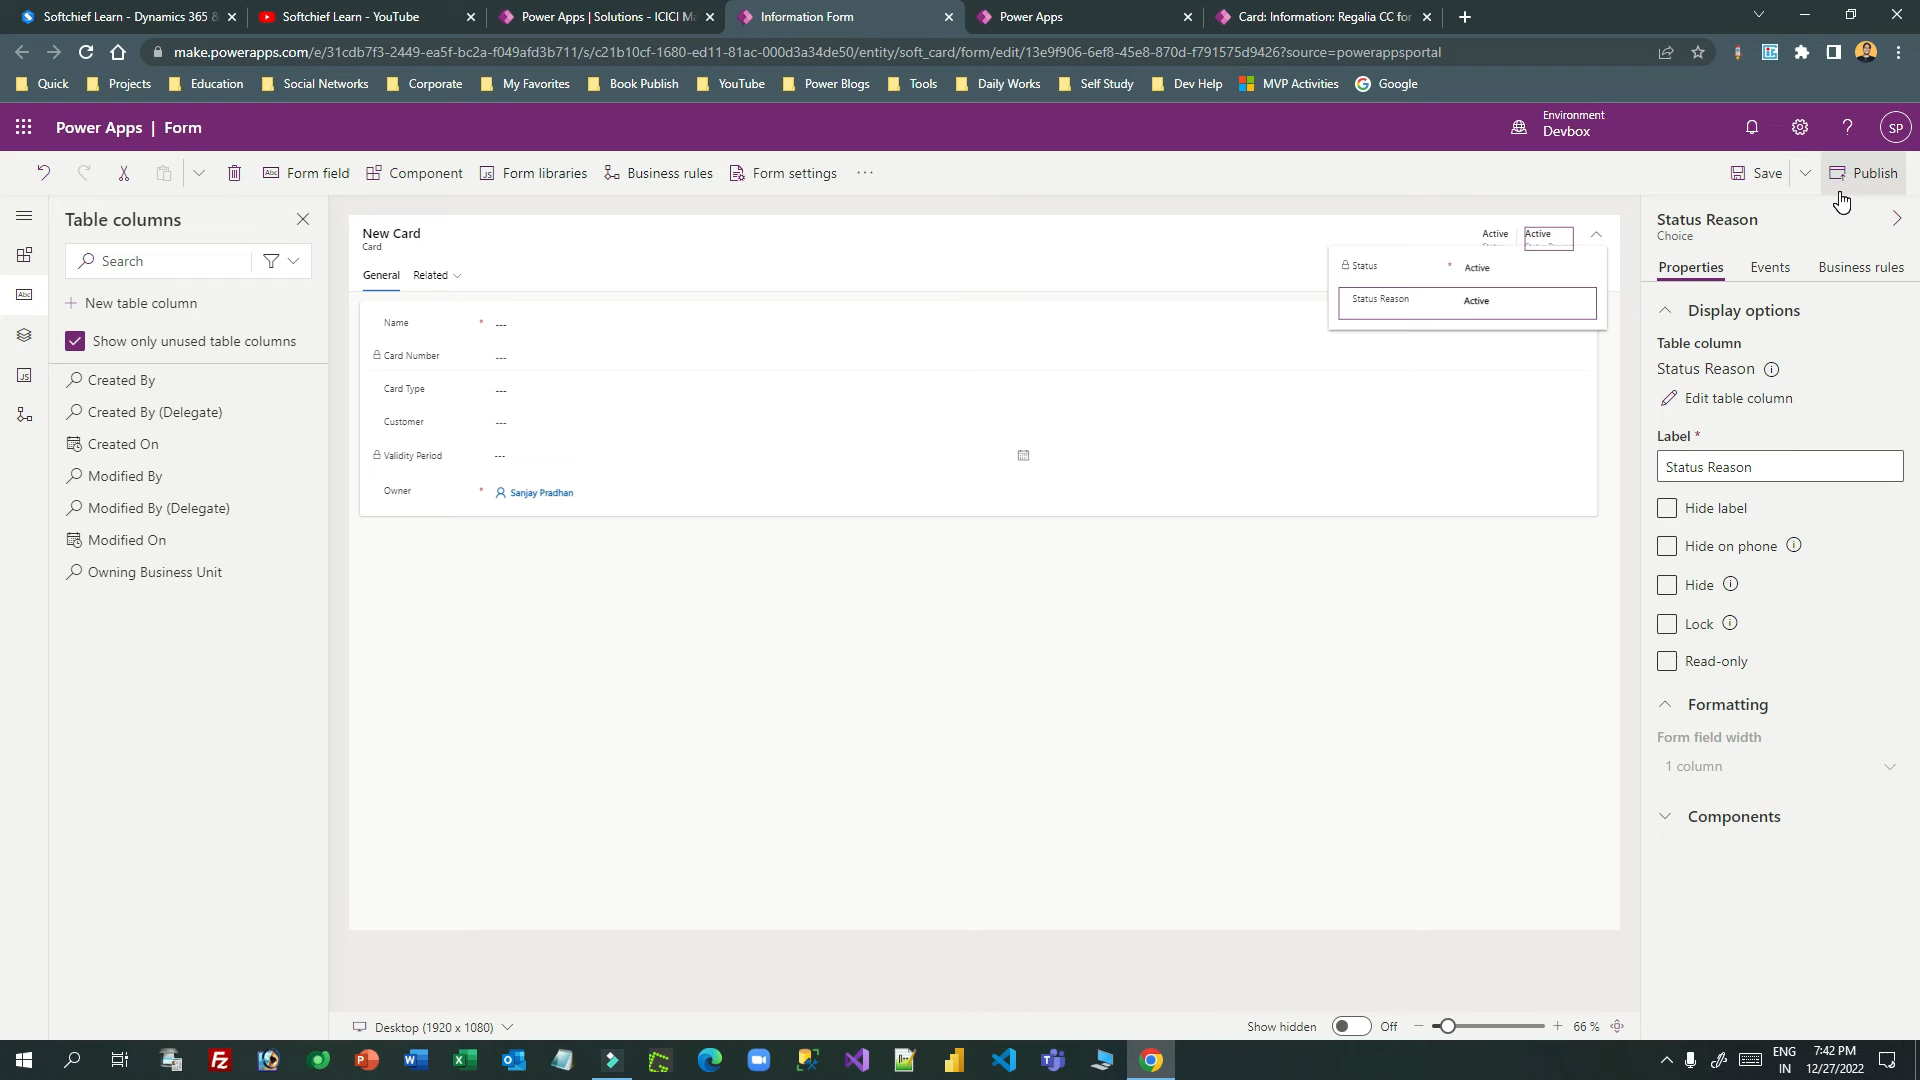 Softchief Learn - Dynamics 365 &
Softchief Learn - YouTube
Power Apps | Solutions - ICICI Ma
Information Form
Power Apps
Card: Information: Regalia CC for
make.powerapps.com/e/31cdb7f3-2449-ea5f-bc2a-f049afd3b711/s/c21b10cf-1680-ed11-81ac-000d3a34de50/entity/soft_card/form/edit/13e9f906-6ef8-45e8-870d-f791575d9426?source=powerappsportal
Quick
Projects
Education
Social Networks
Corporate
My Favorites
Book Publish
YouTube
Power Blogs
Tools
Daily Works
Self Study
Dev Help
MVP Activities
Google
Power Apps | Form
Environment
Devbox
SP
Form field
Component
Form libraries
Business rules
Form settings
Save
Publish
Table columns
Search
New table column
Show only unused table columns
Created By
Created By (Delegate)
Created On
Modified By
Modified By (Delegate)
Modified On
Owning Business Unit
New Card
Card
Active
Active
General
Related
Status * Active
Status Reason Active
Name * ---
Card Number ---
Card Type ---
Customer ---
Validity Period ---
Owner * Sanjay Pradhan
Desktop (1920 x 1080)
Show hidden
Off
66 %
Status Reason
Choice
Properties
Events
Business rules
Display options
Table column
Status Reason
Edit table column
Label *
Status Reason
Hide label
Hide on phone
Hide
Lock
Read-only
Formatting
Form field width
1 column
Components
ENG
IN
7:42 PM
12/27/2022